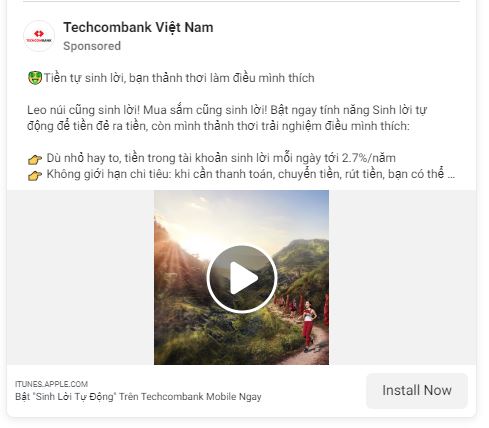 TECHCOMBANK
Techcombank Việt Nam
Sponsored
🤑Tiền tự sinh lời, bạn thảnh thơi làm điều mình thích
Leo núi cũng sinh lời! Mua sắm cũng sinh lời! Bật ngay tính năng Sinh lời tự
động để tiền đẻ ra tiền, còn mình thảnh thơi trải nghiệm điều mình thích:
👉 Dù nhỏ hay to, tiền trong tài khoản sinh lời mỗi ngày tới 2.7%/năm
👉 Không giới hạn chi tiêu: khi cần thanh toán, chuyển tiền, rút tiền, bạn có thể ...
ITUNES.APPLE.COM
Bật "Sinh Lời Tự Động" Trên Techcombank Mobile Ngay
Install Now